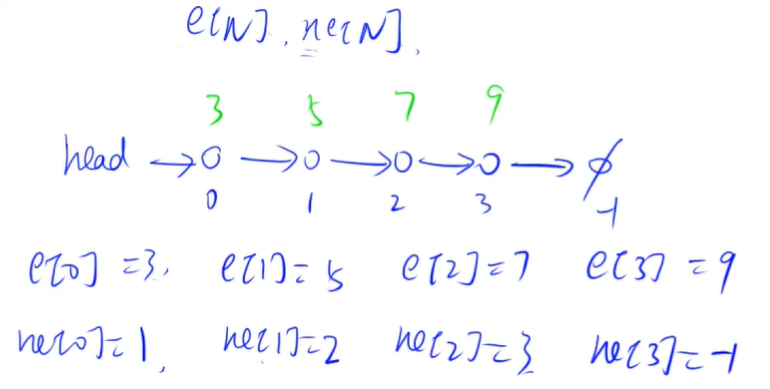 e[N], ne[N].
3 5 7 9
head → o → o → o → o → ∅
0 1 2 3 -1
e[0]=3, e[1]=5 e[2]=7 e[3]=9
ne[0]=1, ne[1]=2 ne[2]=3 ne[3]=-1